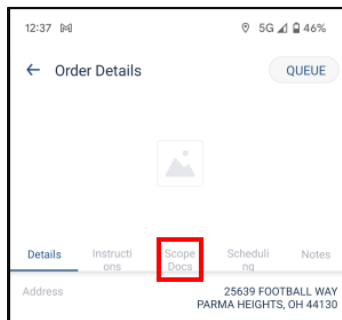 12:37
5G 46%
Order Details
QUEUE
Details
Instructi
ons
Scope
Docs
Scheduli
ng
Notes
Address
25639 FOOTBALL WAY
PARMA HEIGHTS, OH 44130